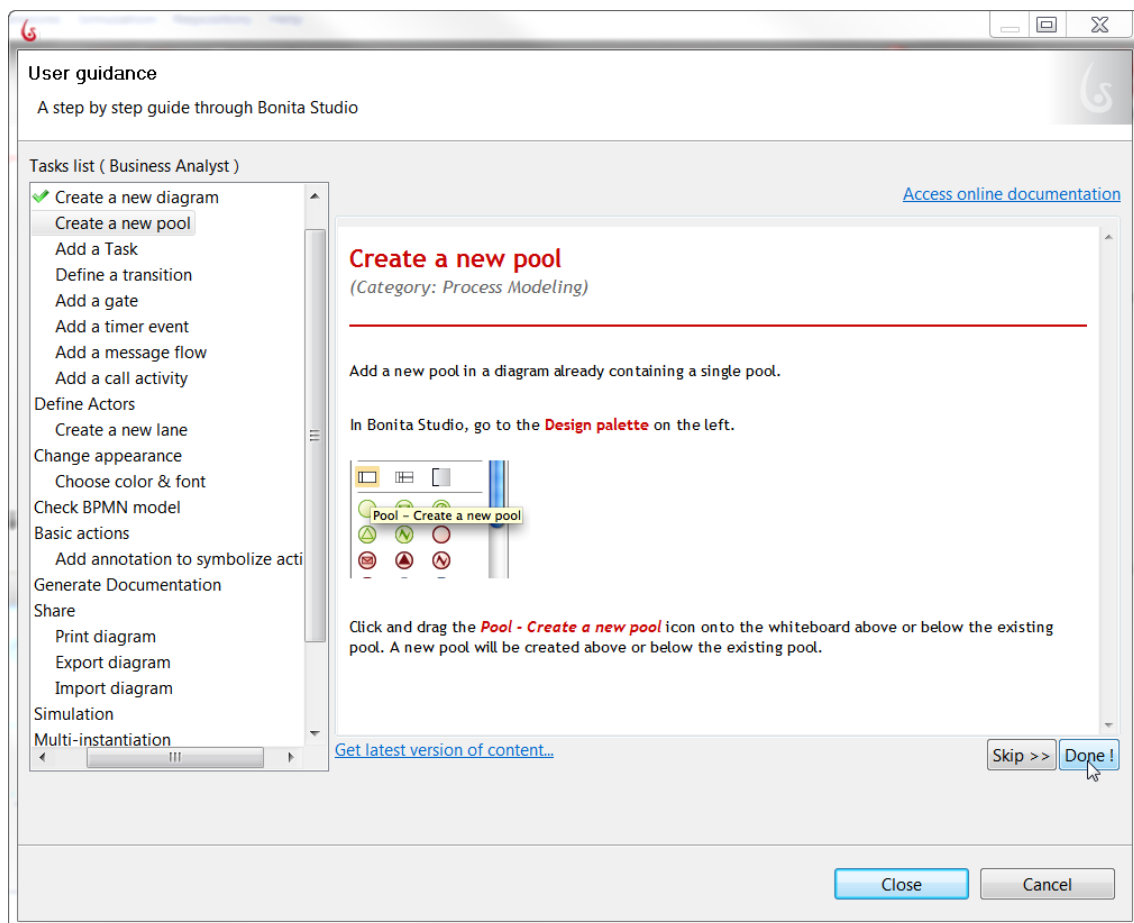 User guidance
A step by step guide through Bonita Studio
Tasks list ( Business Analyst )
Create a new diagram
Create a new pool
Add a Task
Define a transition
Add a gate
Add a timer event
Add a message flow
Add a call activity
Define Actors
Create a new lane
Change appearance
Choose color & font
Check BPMN model
Basic actions
Add annotation to symbolize acti
Generate Documentation
Share
Print diagram
Export diagram
Import diagram
Simulation
Multi-instantiation
Access online documentation
Create a new pool
(Category: Process Modeling)
Add a new pool in a diagram already containing a single pool.
In Bonita Studio, go to the Design palette on the left.
Pool – Create a new pool
Click and drag the Pool - Create a new pool icon onto the whiteboard above or below the existing
pool. A new pool will be created above or below the existing pool.
Get latest version of content...
Skip >> Done !
Close Cancel